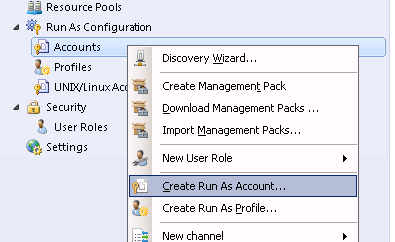 Resource Pools
Run As Configuration
Accounts
Profiles
UNIX/Linux Acc
Security
User Roles
Settings
Discovery Wizard...
Create Management Pack
Download Management Packs ...
Import Management Packs...
New User Role
Create Run As Account...
Create Run As Profile...
New channel